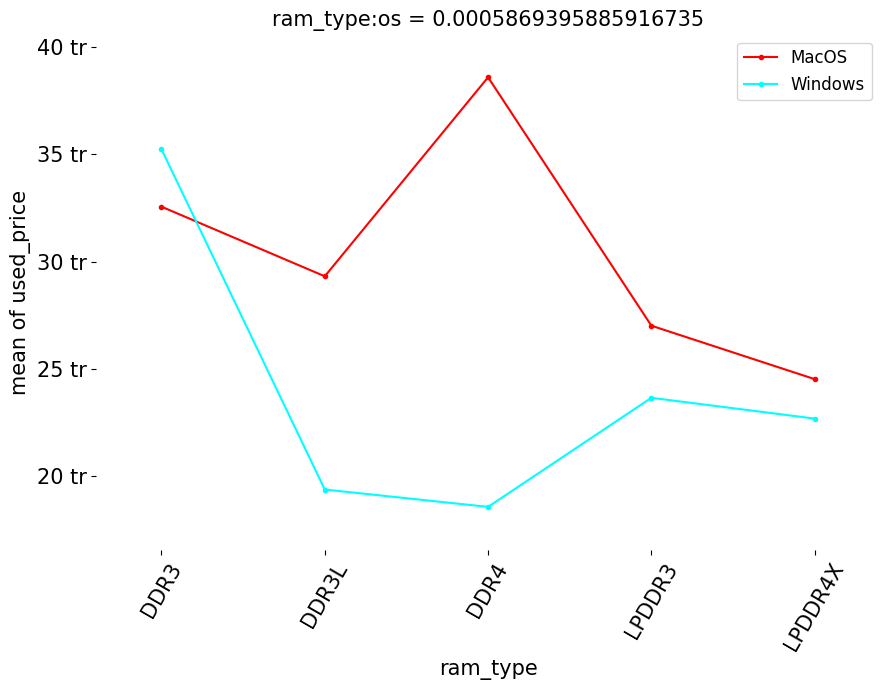 ram_type:os = 0.0005869395885916735
MacOS
Windows
40 tr
35 tr
30 tr
25 tr
20 tr
mean of used_price
DDR3
DDR3L
DDR4
LPDDR3
LPDDR4X
ram_type